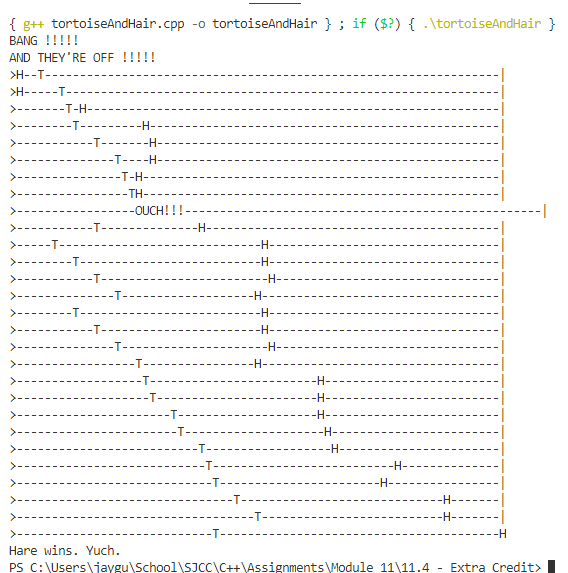 { g++ tortoiseAndHair.cpp -o tortoiseAndHair } ; if ($?) { .\tortoiseAndHair }
BANG !!!!!
AND THEY'RE OFF !!!!!
>H--T-----------------------------------------------------------------|
>H-----T--------------------------------------------------------------|
>-------T-H-----------------------------------------------------------|
>--------T---------H--------------------------------------------------|
>-----------T-------H-------------------------------------------------|
>--------------T----H-------------------------------------------------|
>---------------T-H---------------------------------------------------|
>----------------TH---------------------------------------------------|
>-----------------OUCH!!!---------------------------------------------------|
>-----------T--------------H------------------------------------------|
>-----T-----------------------------H---------------------------------|
>--------T--------------------------H---------------------------------|
>-----------T------------------------H--------------------------------|
>--------------T-------------------H----------------------------------|
>--------T--------------------------H---------------------------------|
>-----------T-----------------------H---------------------------------|
>--------------T---------------------H--------------------------------|
>-----------------T----------------H----------------------------------|
>------------------T------------------------H-------------------------|
>-------------------T-----------------------H-------------------------|
>----------------------T--------------------H-------------------------|
>-----------------------T--------------------H------------------------|
>--------------------------T------------------H-----------------------|
>---------------------------T--------------------------H--------------|
>----------------------------T-----------------------H----------------|
>-------------------------------T-----------------------------H-------|
>----------------------------------T--------------------------H-------|
>----------------------------T----------------------------------------H
Hare wins. Yuch.
PS C:\Users\jaygu\School\SJCC\C++\Assignments\Module 11\11.4 - Extra Credit>